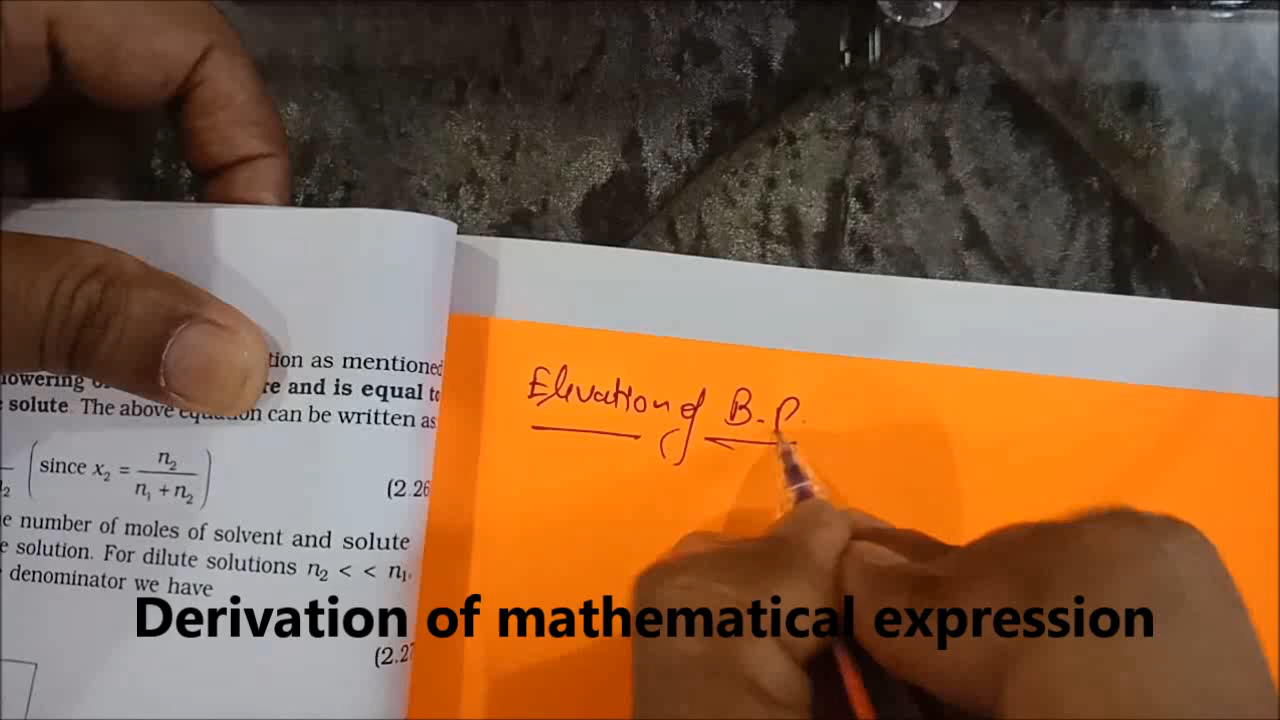 tion as mentioned
lowering o re and is equal to
solute. The above equation can be written as
(since x₂ = n₂ / n₁ + n₂)
(2.26
e number of moles of solvent and solute
e solution. For dilute solutions n₂ < < n₁,
denominator we have
(2.27
Elevation of B.P.
Derivation of mathematical expression